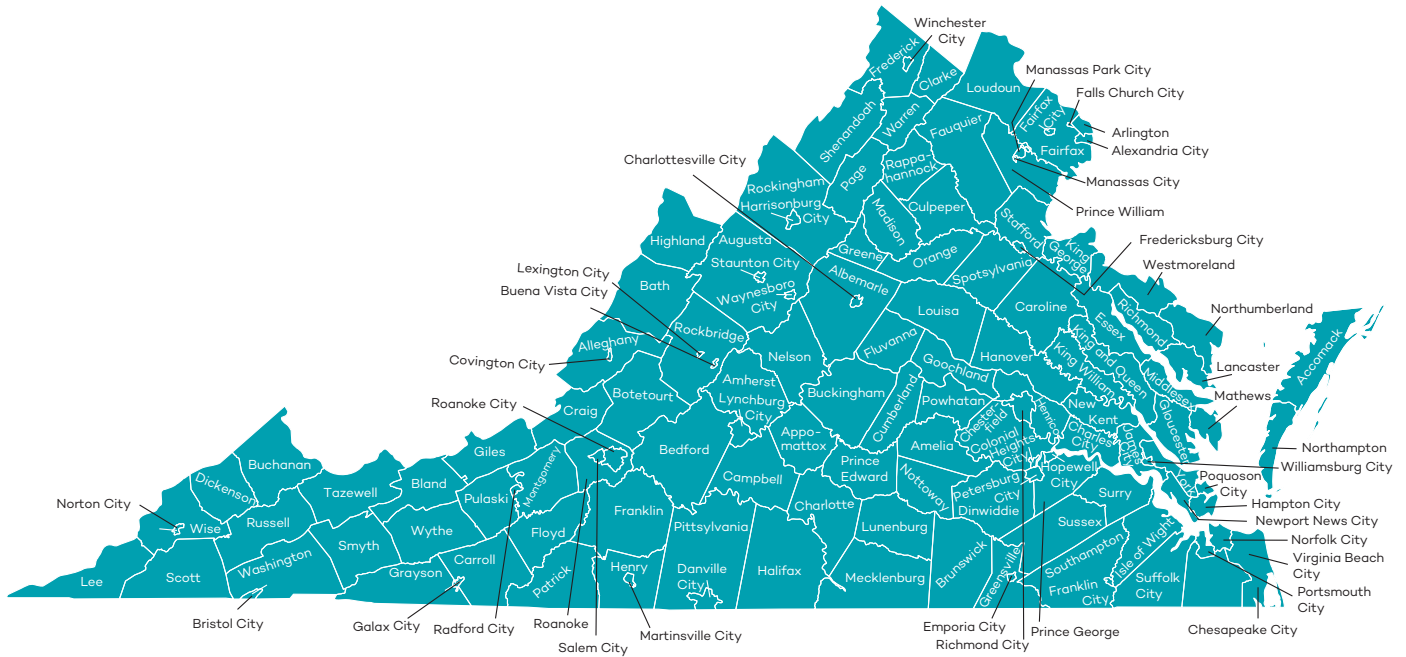 Winchester
City
Frederick
Clarke
Loudoun
Manassas Park City
Falls Church City
Fairfax
City
Arlington
Alexandria City
Fairfax
Manassas City
Prince William
Shenandoah
Warren
Fauquier
Charlottesville City
Page
Rappa-
hannock
Rockingham
Harrisonburg
City
Madison
Culpeper
Stafford
King
George
Fredericksburg City
Westmoreland
Highland
Augusta
Greene
Orange
Spotsylvania
Staunton City
Lexington City
Buena Vista City
Bath
Waynesboro
City
Albemarle
Louisa
Caroline
Richmond
Northumberland
Essex
Rockbridge
Alleghany
Covington City
Nelson
Fluvanna
Goochland
Hanover
King and Queen
King William
Lancaster
Middlesex
Mathews
Accomack
Amherst
Lynchburg
City
Buckingham
Cumberland
Powhatan
Botetourt
Roanoke City
Craig
Henrico
New
Kent
Gloucester
Chester
field
Charles
City
James
City
Northampton
Williamsburg City
Appo-
mattox
Amelia
Colonial
Heights
City
Bedford
Giles
Montgomery
Buchanan
Dickenson
Tazewell
Bland
Pulaski
Campbell
Prince
Edward
Nottoway
Hopewell
City
York
Poquoson
City
Petersburg
City
Dinwiddie
Surry
Hampton City
Newport News City
Norton City
Wise
Russell
Wythe
Smyth
Floyd
Franklin
Pittsylvania
Charlotte
Lunenburg
Sussex
Norfolk City
Isle of Wight
Southampton
Virginia Beach
City
Lee
Scott
Washington
Grayson
Carroll
Patrick
Henry
Danville
City
Halifax
Mecklenburg
Brunswick
Greensville
Franklin
City
Suffolk
City
Portsmouth
City
Bristol City
Galax City
Radford City
Roanoke
Salem City
Martinsville City
Emporia City
Richmond City
Prince George
Chesapeake City